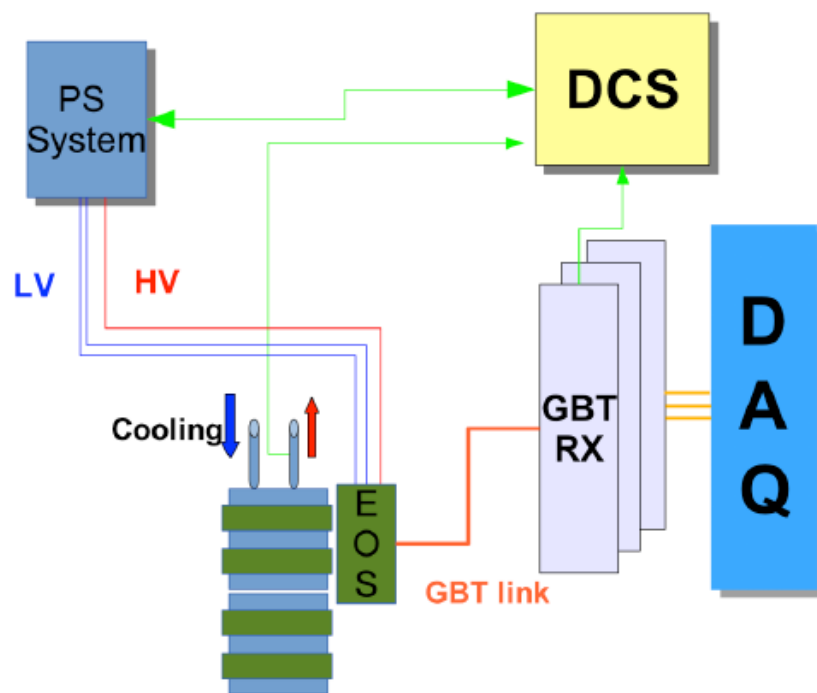 PS
System
DCS
LV
HV
Cooling
GBT
RX
D
A
Q
E
O
S
GBT link